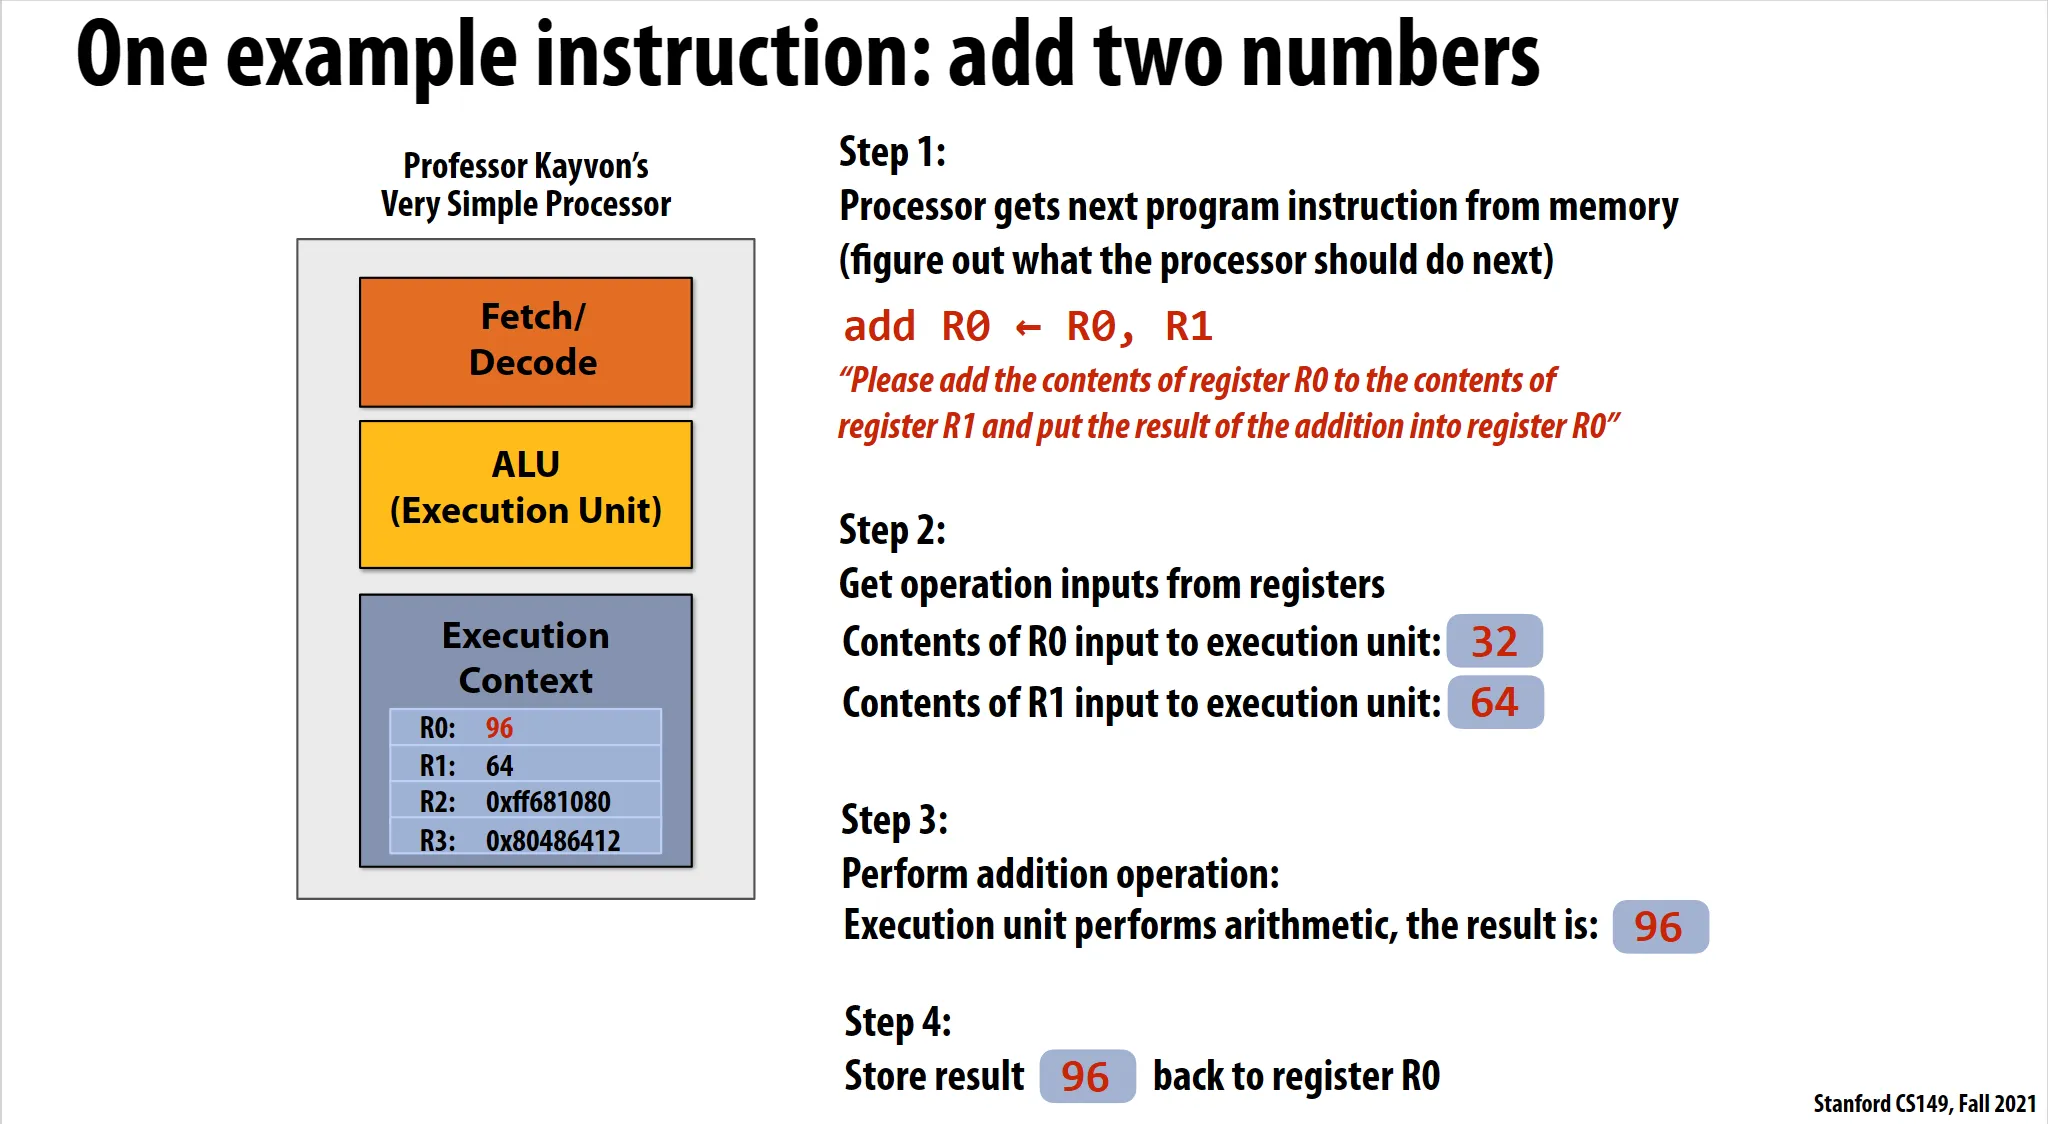 One example instruction: add two numbers
Professor Kayvon’s
Very Simple Processor
Fetch/
Decode
ALU
(Execution Unit)
Execution
Context
R0: 96
R1: 64
R2: 0xff681080
R3: 0x80486412
Step 1:
Processor gets next program instruction from memory
(figure out what the processor should do next)
add R0 ← R0, R1
“Please add the contents of register R0 to the contents of
register R1 and put the result of the addition into register R0”
Step 2:
Get operation inputs from registers
Contents of R0 input to execution unit: 32
Contents of R1 input to execution unit: 64
Step 3:
Perform addition operation:
Execution unit performs arithmetic, the result is: 96
Step 4:
Store result 96 back to register R0
Stanford CS149, Fall 2021